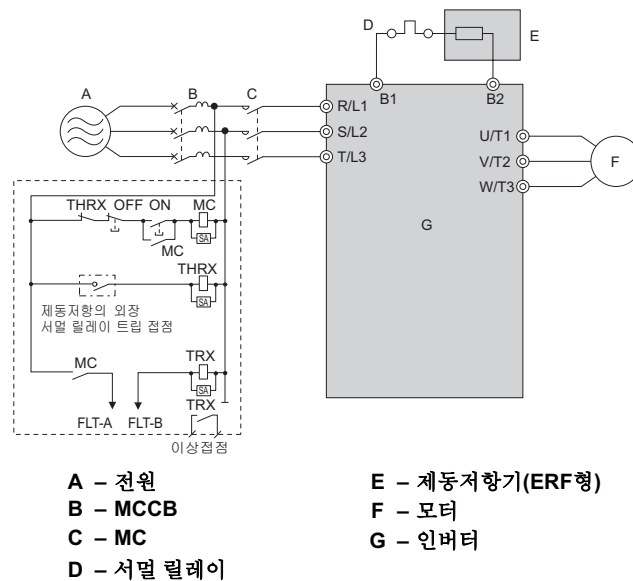 D
E
A
B
C
B1
B2
R/L1
S/L2
T/L3
U/T1
V/T2
W/T3
F
G
THRX OFF ON MC
SA
MC
THRX
SA
제동저항의 외장
서멀 릴레이 트립 접점
MC
TRX
SA
FLT-A FLT-B
TRX
이상접점
A – 전원
B – MCCB
C – MC
D – 서멀 릴레이
E – 제동저항기(ERF형)
F – 모터
G – 인버터